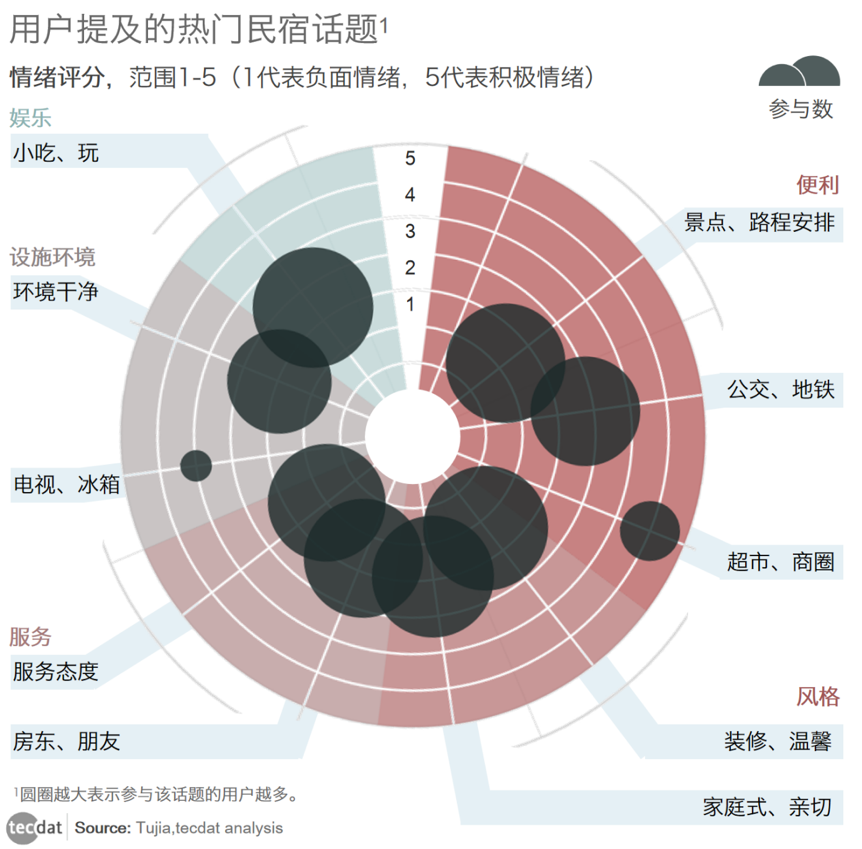 用户提及的热门民宿话题¹
情绪评分，范围1-5（1代表负面情绪，5代表积极情绪）
参与数
娱乐
小吃、玩
设施环境
环境干净
电视、冰箱
服务
服务态度
房东、朋友
5
4
3
2
1
便利
景点、路程安排
公交、地铁
超市、商圈
风格
装修、温馨
家庭式、亲切
¹圆圈越大表示参与该话题的用户越多。
tecdat
Source: Tujia,tecdat analysis